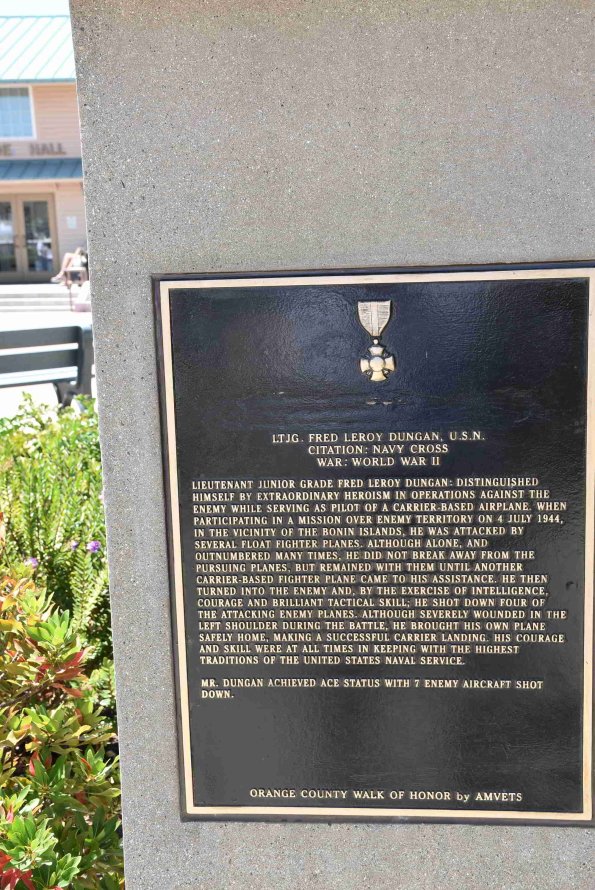 HALL
LTJG. FRED LEROY DUNGAN, U.S.N.
CITATION: NAVY CROSS
WAR: WORLD WAR II
LIEUTENANT JUNIOR GRADE FRED LEROY DUNGAN: DISTINGUISHED
HIMSELF BY EXTRAORDINARY HEROISM IN OPERATIONS AGAINST THE
ENEMY WHILE SERVING AS PILOT OF A CARRIER-BASED AIRPLANE. WHEN
PARTICIPATING IN A MISSION OVER ENEMY TERRITORY ON 4 JULY 1944,
IN THE VICINITY OF THE BONIN ISLANDS, HE WAS ATTACKED BY
SEVERAL FLOAT FIGHTER PLANES. ALTHOUGH ALONE, AND
OUTNUMBERED MANY TIMES, HE DID NOT BREAK AWAY FROM THE
PURSUING PLANES, BUT REMAINED WITH THEM UNTIL ANOTHER
CARRIER-BASED FIGHTER PLANE CAME TO HIS ASSISTANCE. HE THEN
TURNED INTO THE ENEMY AND, BY THE EXERCISE OF INTELLIGENCE,
COURAGE AND BRILLIANT TACTICAL SKILL; HE SHOT DOWN FOUR OF
THE ATTACKING ENEMY PLANES. ALTHOUGH SEVERELY WOUNDED IN THE
LEFT SHOULDER DURING THE BATTLE, HE BROUGHT HIS OWN PLANE
SAFELY HOME, MAKING A SUCCESSFUL CARRIER LANDING. HIS COURAGE
AND SKILL WERE AT ALL TIMES IN KEEPING WITH THE HIGHEST
TRADITIONS OF THE UNITED STATES NAVAL SERVICE.
MR. DUNGAN ACHIEVED ACE STATUS WITH 7 ENEMY AIRCRAFT SHOT
DOWN.
ORANGE COUNTY WALK OF HONOR by AMVETS